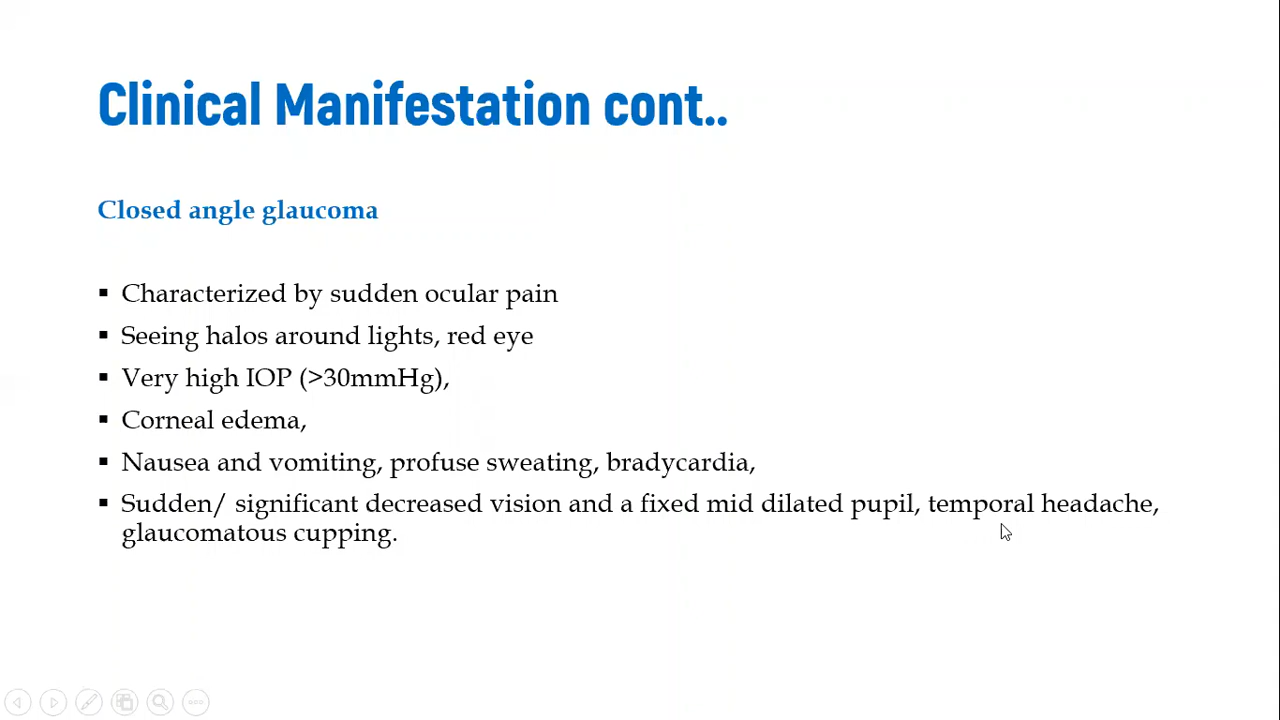 Clinical Manifestation cont..
Closed angle glaucoma
▪ Characterized by sudden ocular pain
▪ Seeing halos around lights, red eye
▪ Very high IOP (>30mmHg),
▪ Corneal edema,
▪ Nausea and vomiting, profuse sweating, bradycardia,
▪ Sudden/ significant decreased vision and a fixed mid dilated pupil, temporal headache,
glaucomatous cupping.